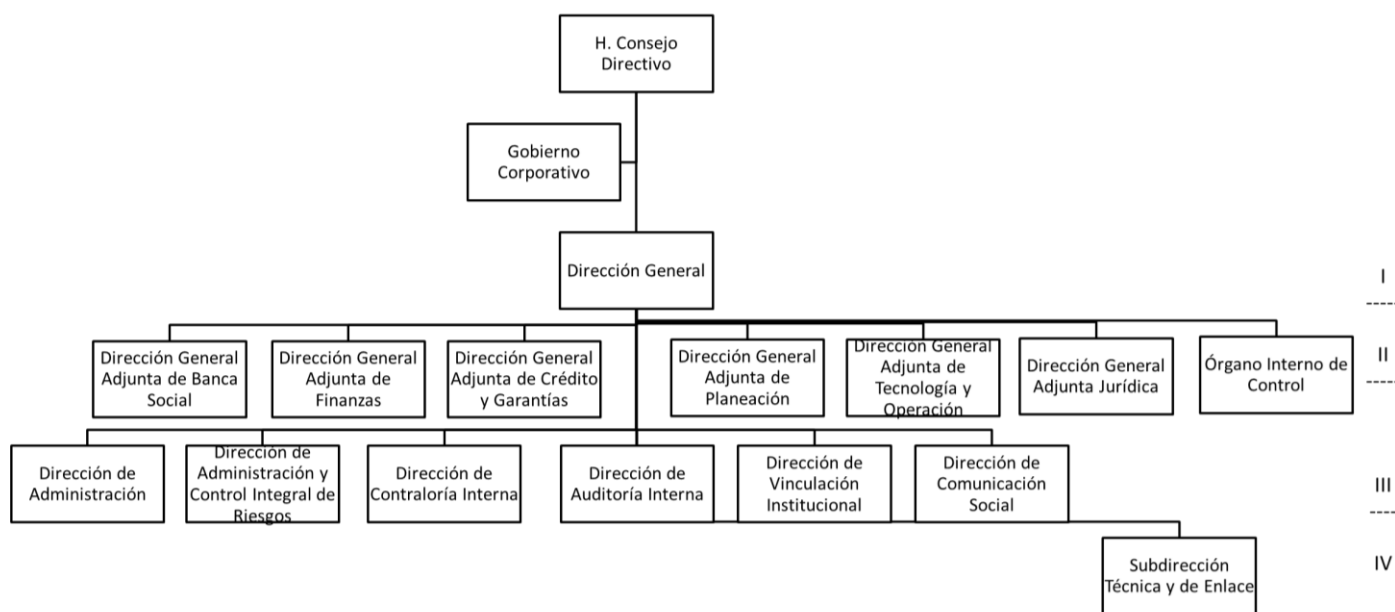 H. Consejo
Directivo
Gobierno
Corporativo
Dirección General
I
-----
Dirección General
Adjunta de Banca
Social
Dirección General
Adjunta de
Finanzas
Dirección General
Adjunta de Crédito
y Garantías
Dirección General
Adjunta de
Planeación
Dirección General
Adjunta de
Tecnología y
Operación
Dirección General
Adjunta Jurídica
Órgano Interno de
Control
II
-----
Dirección de
Administración
Dirección de
Administración y
Control Integral de
Riesgos
Dirección de
Contraloría Interna
Dirección de
Auditoría Interna
Dirección de
Vinculación
Institucional
Dirección de
Comunicación
Social
III
-----
Subdirección
Técnica y de Enlace
IV